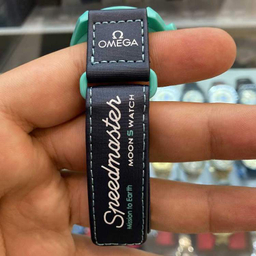 Ω
OMEGA
Speedmaster
MOON S WATCH
Mission to Earth